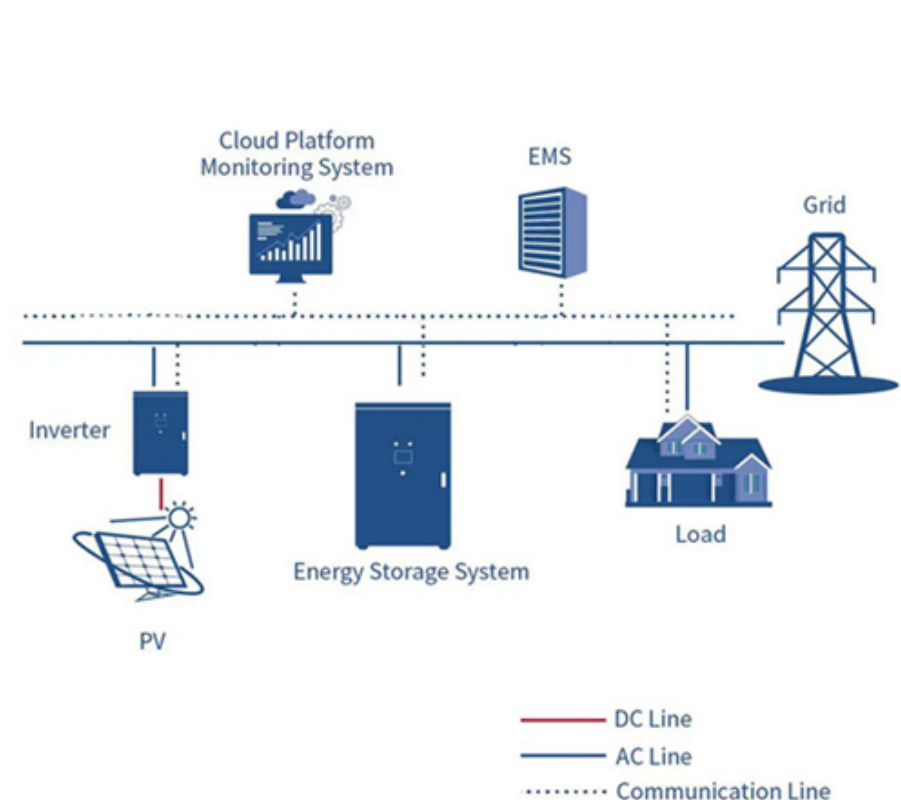 Cloud Platform
Monitoring System
EMS
Grid
Inverter
Energy Storage System
Load
PV
DC Line
AC Line
Communication Line